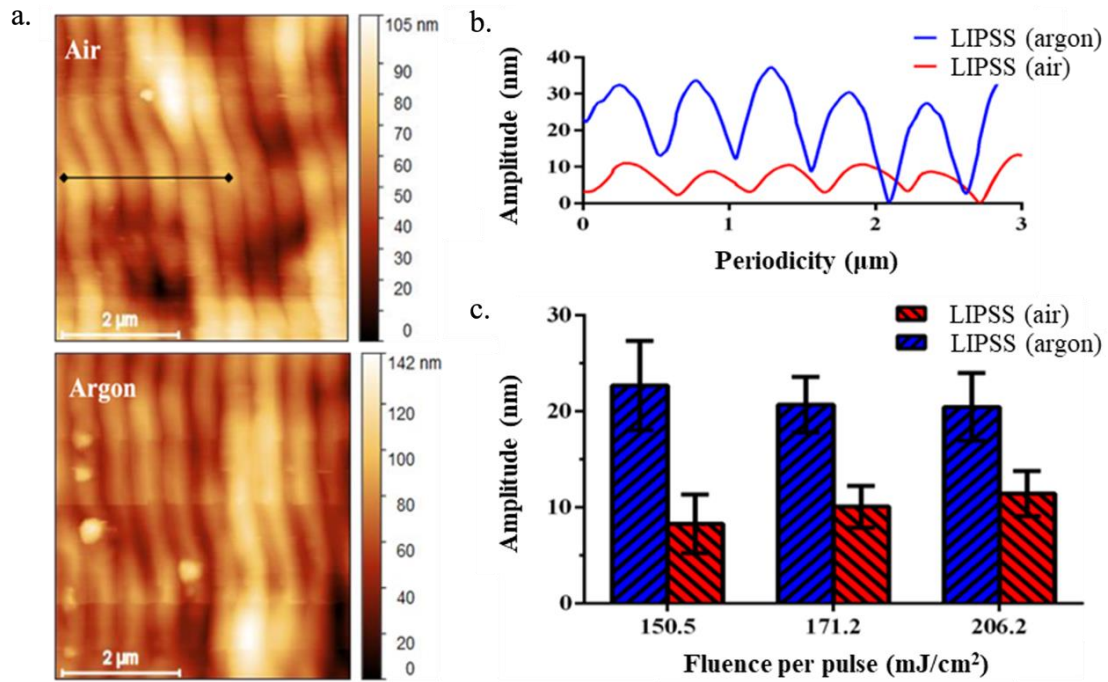 a.
Air
2 µm
105 nm
90
80
70
60
50
40
30
20
10
0
Argon
2 µm
142 nm
120
100
80
60
40
20
0
b.
LIPSS (argon)
LIPSS (air)
Amplitude (nm)
40
30
20
10
0
0 1 2 3
Periodicity (µm)
c.
LIPSS (air)
LIPSS (argon)
Amplitude (nm)
30
20
10
0
150.5 171.2 206.2
Fluence per pulse (mJ/cm²)